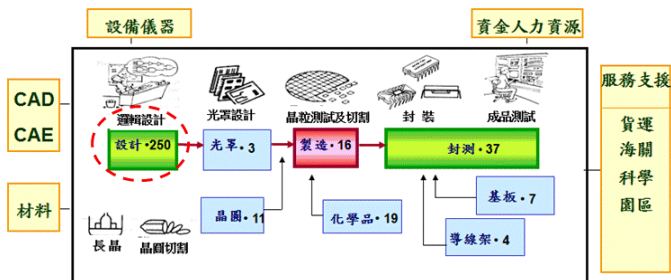 設備儀器
資金人力資源
CAD
CAE
材料
邏輯設計
光罩設計
晶粒測試及切割
封 裝
成品測試
設計·250
光罩·3
製造·16
封測·37
晶圓·11
化學品·19
基板·7
導線架·4
長晶
晶圓切割
服務支援
貨運
海關
科學
園區